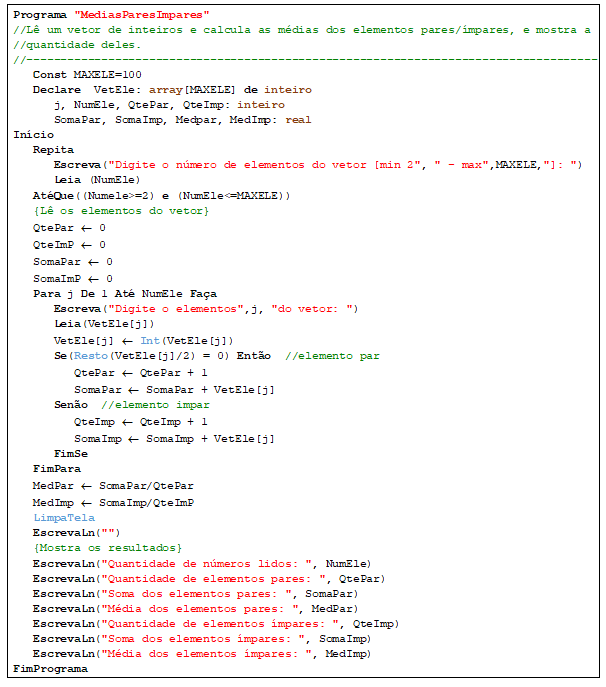 Programa "MediasParesImpares"
//Lê um vetor de inteiros e calcula as médias dos elementos pares/ímpares, e mostra a
//quantidade deles.
//--------------------------------------------------------------------------------------
Const MAXELE=100
Declare VetEle: array[MAXELE] de inteiro
j, NumEle, QtePar, QteImp: inteiro
SomaPar, SomaImp, Medpar, MedImp: real
Início
Repita
Escreva("Digite o número de elementos do vetor [min 2", " - max",MAXELE,"]: ")
Leia (NumEle)
AtéQue((Numele>=2) e (NumEle<=MAXELE))
{Lê os elementos do vetor}
QtePar ← 0
QteImP ← 0
SomaPar ← 0
SomaImP ← 0
Para j De 1 Até NumEle Faça
Escreva("Digite o elementos",j, "do vetor: ")
Leia(VetEle[j])
VetEle[j] ← Int(VetEle[j])
Se(Resto(VetEle[j]/2) = 0) Então //elemento par
QtePar ← QtePar + 1
SomaPar ← SomaPar + VetEle[j]
Senão //elemento ímpar
QteImp ← QteImp + 1
SomaImp ← SomaImp + VetEle[j]
FimSe
FimPara
MedPar ← SomaPar/QtePar
MedImp ← SomaImp/QteImP
LimpaTela
EscrevaLn("")
{Mostra os resultados}
EscrevaLn("Quantidade de números lidos: ", NumEle)
EscrevaLn("Quantidade de elementos pares: ", QtePar)
EscrevaLn("Soma dos elementos pares: ", SomaPar)
EscrevaLn("Média dos elementos pares: ", MedPar)
EscrevaLn("Quantidade de elementos ímpares: ", QteImp)
EscrevaLn("Soma dos elementos ímpares: ", SomaImp)
EscrevaLn("Média dos elementos ímpares: ", MedImp)
FimPrograma